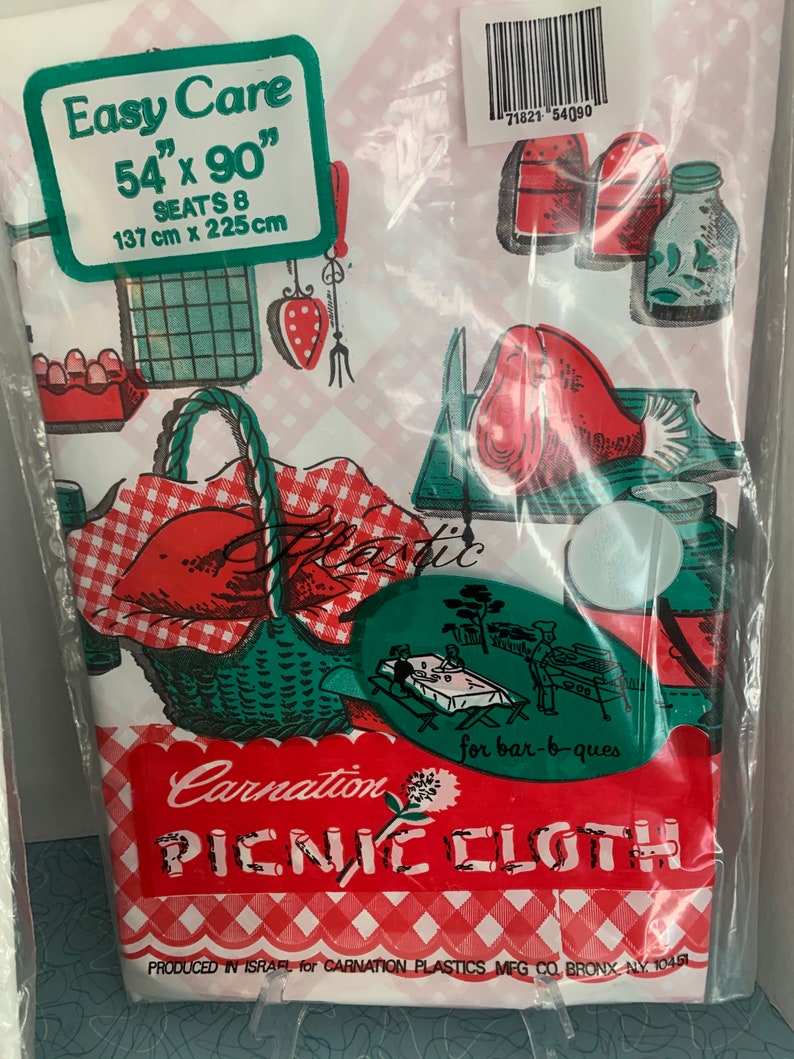 Easy Care
54" x 90"
SEATS 8
137 cm x 225 cm
71821 54090
Plastic
for bar-b-ques
Carnation
PICNIC CLOTH
PRODUCED IN ISRAEL for CARNATION PLASTICS MFG CO. BRONX, N.Y. 10451